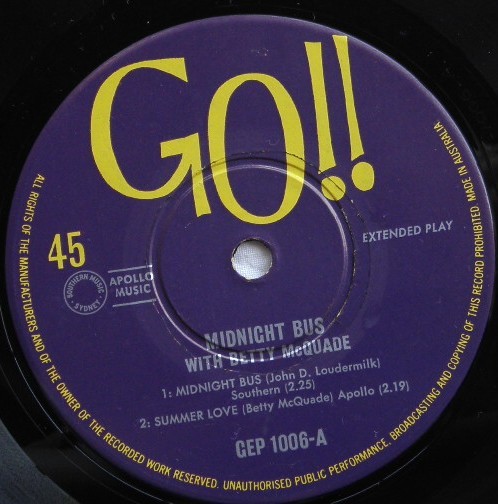 GO!!
45
EXTENDED PLAY
SOUTHERN MUSIC
SYDNEY
APOLLO
MUSIC
MIDNIGHT BUS
WITH BETTY McQUADE
1: MIDNIGHT BUS (John D. Loudermilk)
Southern (2.25)
2: SUMMER LOVE (Betty McQuade) Apollo (2.19)
GEP 1006-A
ALL RIGHTS OF THE MANUFACTURERS AND OF THE OWNER OF THE RECORDED WORK RESERVED. UNAUTHORISED PUBLIC PERFORMANCE, BROADCASTING AND COPYING OF THIS RECORD PROHIBITED MADE IN AUSTRALIA